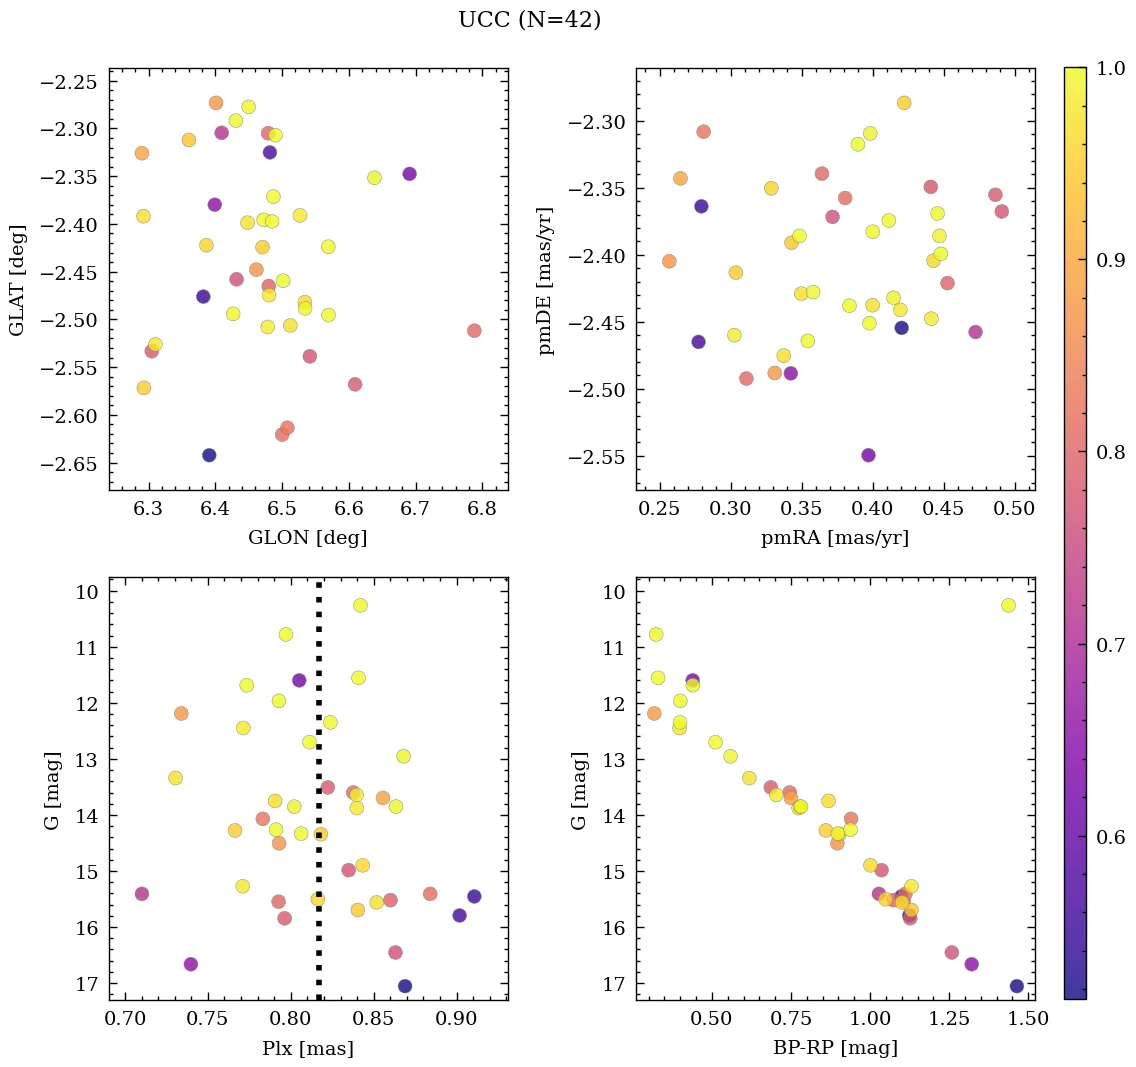 UCC (N=42)
−2.25
−2.30
−2.35
−2.40
−2.45
−2.50
−2.55
−2.60
−2.65
GLAT [deg]
6.3 6.4 6.5 6.6 6.7 6.8
GLON [deg]
−2.30
−2.35
−2.40
−2.45
−2.50
−2.55
pmDE [mas/yr]
0.25 0.30 0.35 0.40 0.45 0.50
pmRA [mas/yr]
1.0
0.9
0.8
0.7
0.6
10
11
12
13
14
15
16
17
G [mag]
0.70 0.75 0.80 0.85 0.90
Plx [mas]
10
11
12
13
14
15
16
17
G [mag]
0.50 0.75 1.00 1.25 1.50
BP-RP [mag]